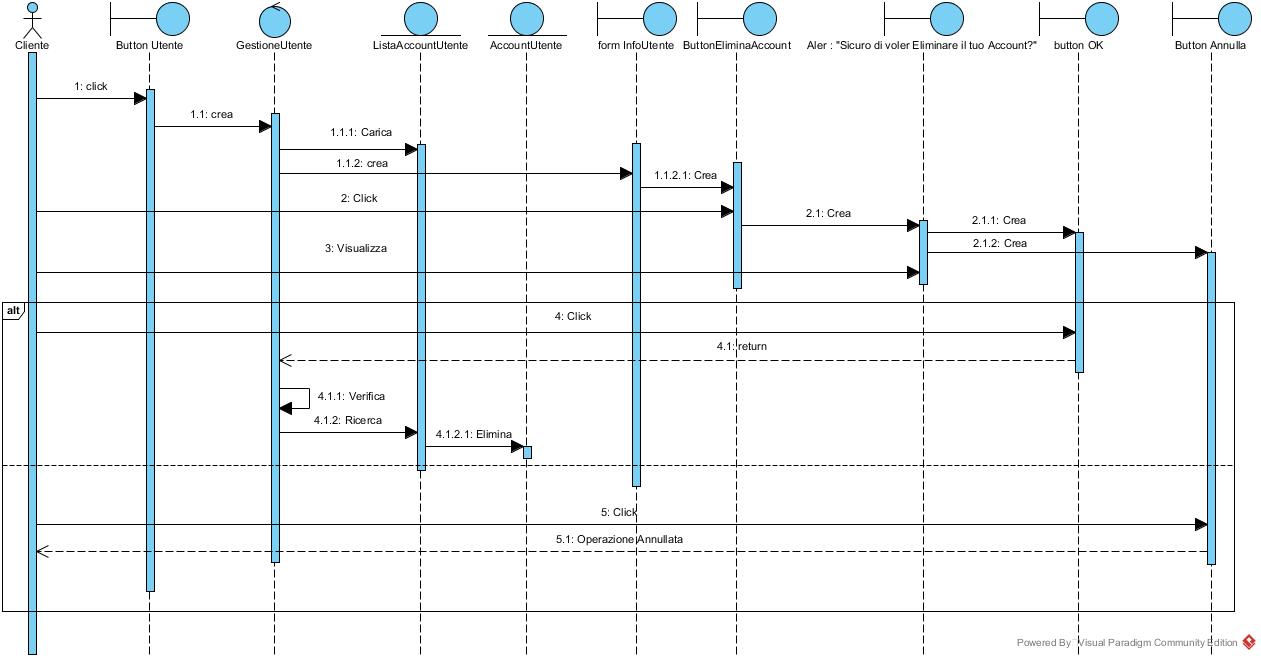 Cliente
Button Utente
GestioneUtente
ListaAccountUtente
AccountUtente
form InfoUtente
ButtonEliminaAccount
Aler : "Sicuro di voler Eliminare il tuo Account?"
button OK
Button Annulla
1: click
1.1: crea
1.1.1: Carica
1.1.2: crea
1.1.2.1: Crea
2: Click
2.1: Crea
2.1.1: Crea
2.1.2: Crea
3: Visualizza
alt
4: Click
4.1: return
4.1.1: Verifica
4.1.2: Ricerca
4.1.2.1: Elimina
5: Click
5.1: Operazione Annullata
Powered By Visual Paradigm Community Edition